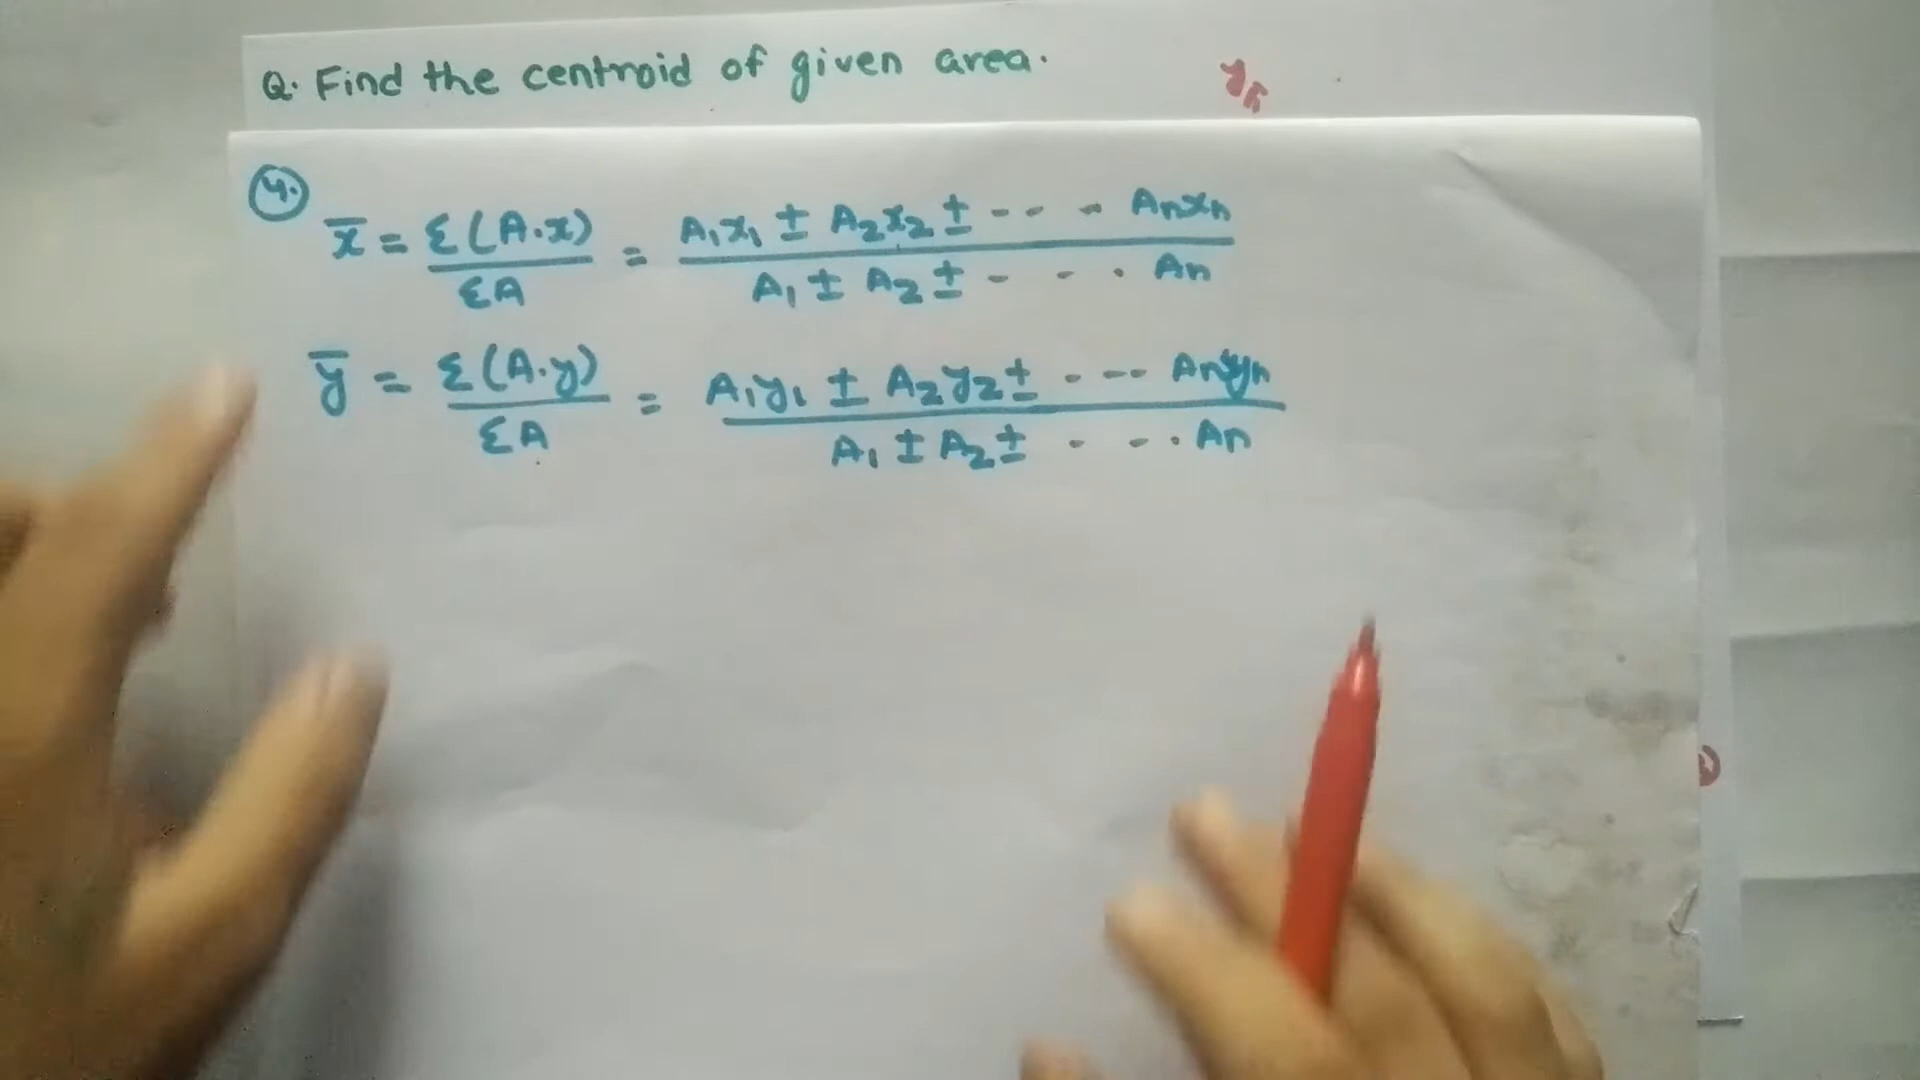 Q. Find the centroid of given area.
y
4.
x̄ = Σ(A.x) / ΣA = A₁x₁ ± A₂x₂ ± - - - Anxn / A₁ ± A₂ ± - - . An
ȳ = Σ(A.y) / ΣA = A₁y₁ ± A₂y₂ ± - --- Anyn / A₁ ± A₂ ± - - . An